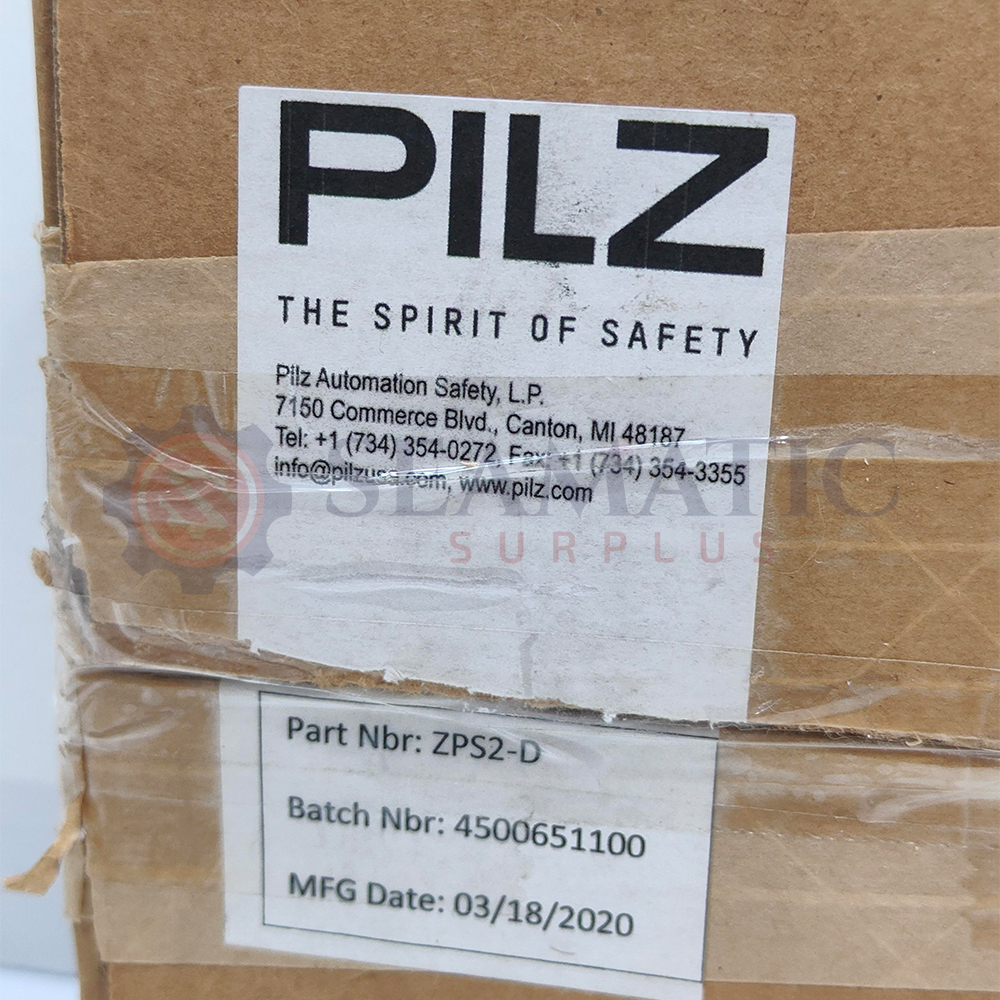 PILZ
THE SPIRIT OF SAFETY
Pilz Automation Safety, L.P.
7150 Commerce Blvd., Canton, MI 48187
Tel: +1 (734) 354-0272 Fax: +1 (734) 354-3355
info@pilzusa.com, www.pilz.com
SEAMATIC
SURPLUS
Part Nbr: ZPS2-D
Batch Nbr: 4500651100
MFG Date: 03/18/2020